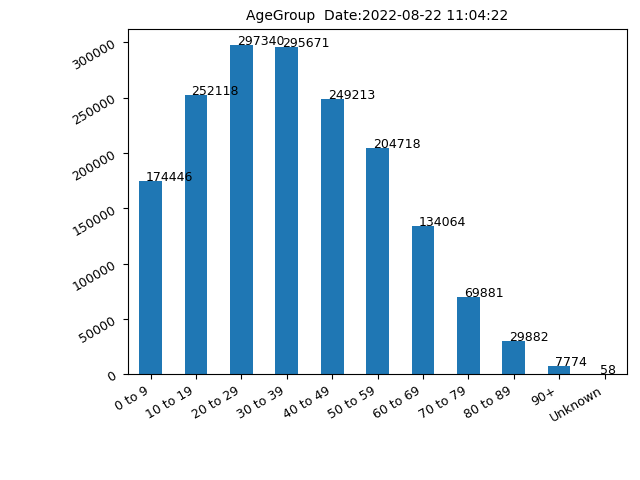 AgeGroup  Date:2022-08-22 11:04:22
300000
250000
200000
150000
100000
50000
0
174446
252118
297340
295671
249213
204718
134064
69881
29882
7774
58
0 to 9
10 to 19
20 to 29
30 to 39
40 to 49
50 to 59
60 to 69
70 to 79
80 to 89
90+
Unknown